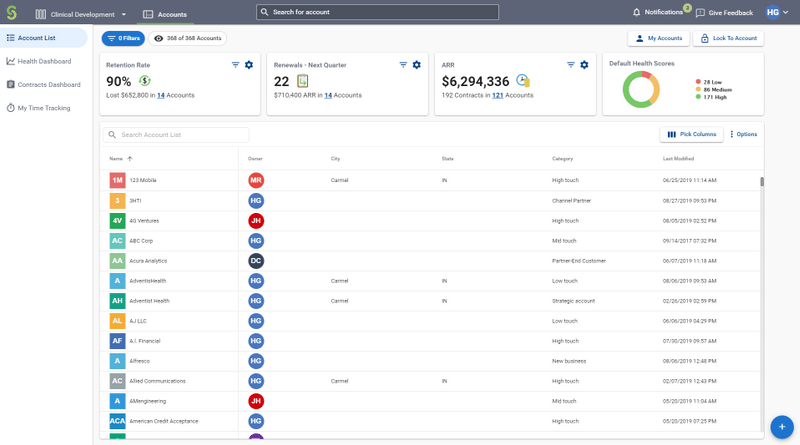 Clinical Development
Accounts
Search for account
Notifications
3
Give Feedback
HG
Account List
Health Dashboard
Contracts Dashboard
My Time Tracking
0 Filters
368 of 368 Accounts
My Accounts
Lock To Account
Retention Rate
90%
Lost $652,800 in 14 Accounts
Renewals - Next Quarter
22
$710,400 ARR in 14 Accounts
ARR
$6,294,336
192 Contracts in 121 Accounts
Default Health Scores
28 Low
86 Medium
171 High
Search Account List
Pick Columns
Options
Name Owner City State Category Last Modified
1M 123 Mobile MR Carmel IN High touch 06/25/2019 11:14 AM
3 3HTi HG Channel Partner 08/27/2019 09:53 PM
4V 4G Ventures JH High touch 08/05/2019 02:52 PM
AC ABC Corp HG Mid touch 09/14/2017 07:32 PM
AA Acura Analytics DC Partner-End Customer 06/07/2019 11:18 AM
A AdventisHealth HG Carmel IN Low touch 08/06/2019 09:53 AM
AH Adventist Health HG Carmel IN Strategic account 02/26/2019 02:59 PM
AL AJ LLC HG Low touch 06/06/2019 04:29 PM
AF A.I. Financial HG High touch 07/30/2019 09:57 AM
A Alfresco HG New business 08/06/2019 12:48 PM
AC Allied Communications HG Carmel IN High touch 02/07/2019 12:43 PM
A AMengineering JH Mid touch 05/20/2019 11:04 AM
ACA American Credit Acceptance HG High touch 05/20/2019 07:25 PM